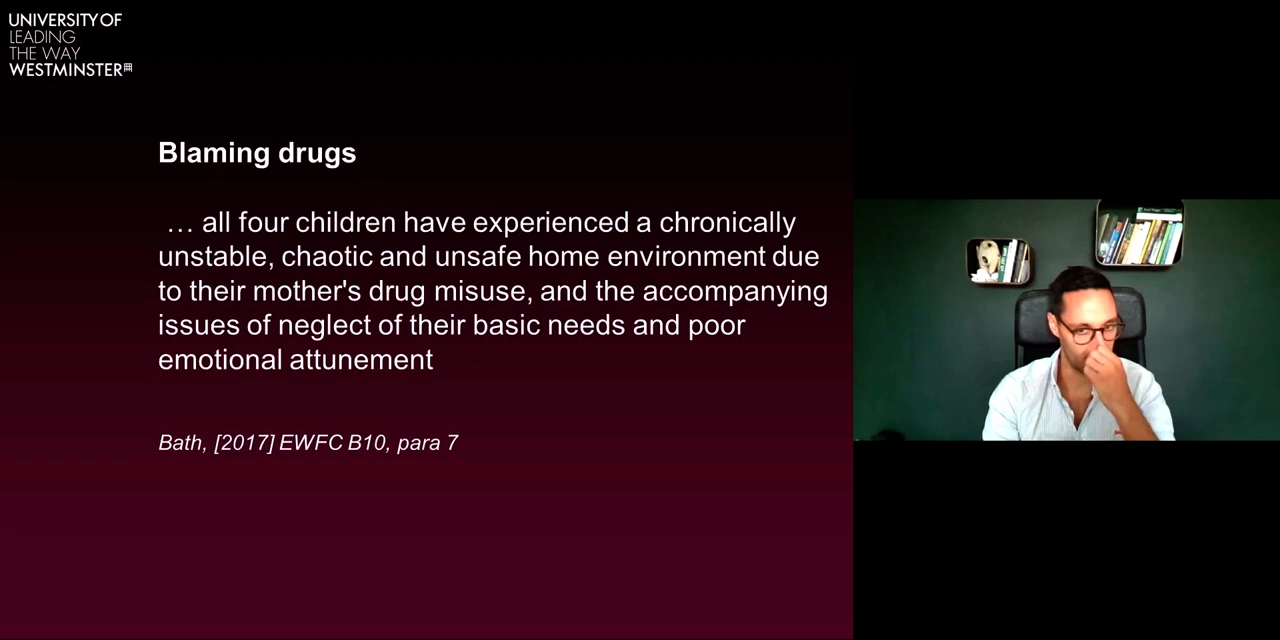 UNIVERSITY OF
LEADING
THE WAY
WESTMINSTER
Blaming drugs
… all four children have experienced a chronically
unstable, chaotic and unsafe home environment due
to their mother's drug misuse, and the accompanying
issues of neglect of their basic needs and poor
emotional attunement
Bath, [2017] EWFC B10, para 7